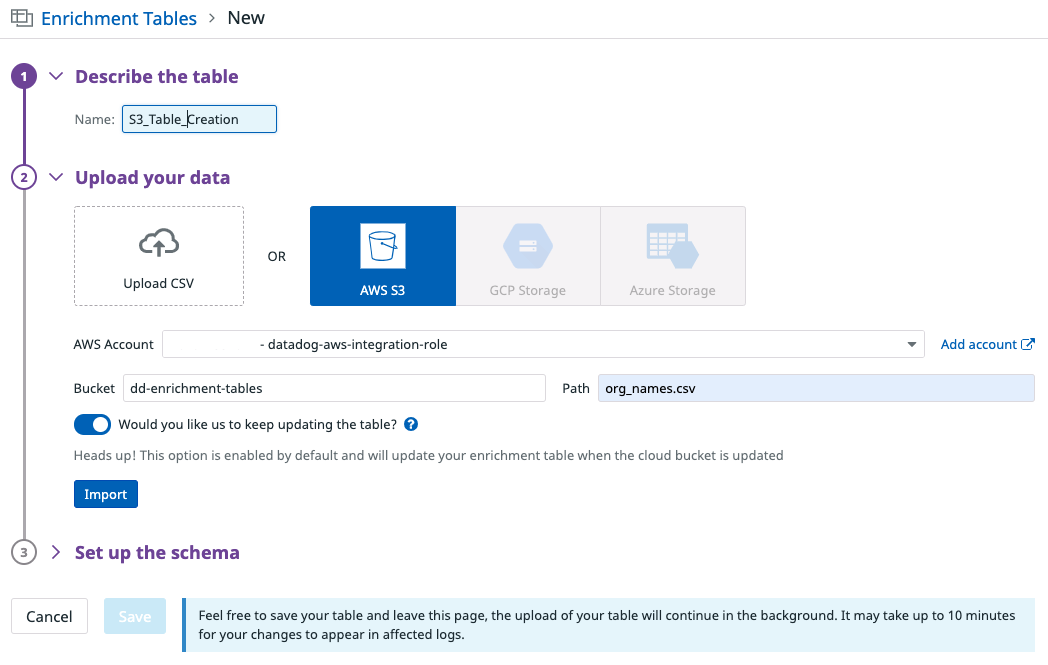 Enrichment Tables > New
1 Describe the table
Name: S3_Table_Creation
2 Upload your data
Upload CSV
OR
AWS S3
GCP Storage
Azure Storage
AWS Account - datadog-aws-integration-role Add account
Bucket dd-enrichment-tables Path org_names.csv
Would you like us to keep updating the table? ?
Heads up! This option is enabled by default and will update your enrichment table when the cloud bucket is updated
Import
3 Set up the schema
Cancel Save
Feel free to save your table and leave this page, the upload of your table will continue in the background. It may take up to 10 minutes
for your changes to appear in affected logs.